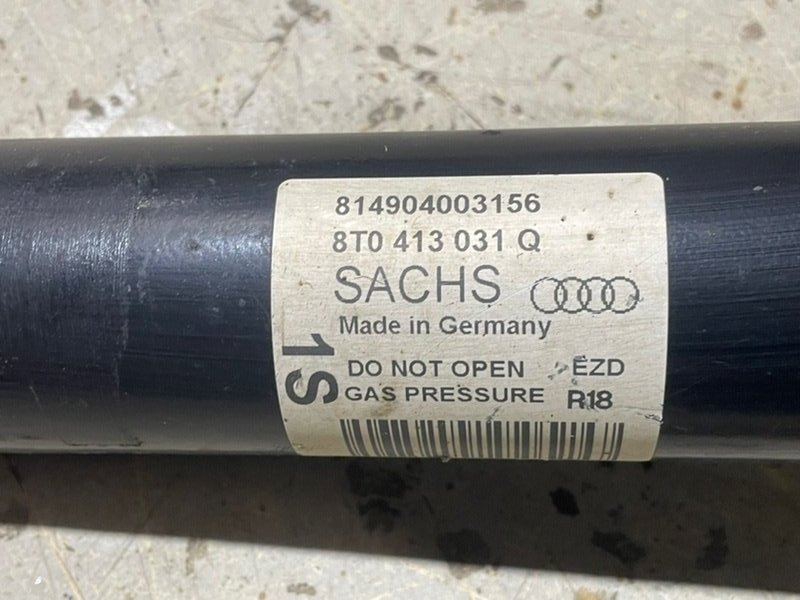 814904003156
8T0 413 031 Q
SACHS
Made in Germany
1S
DO NOT OPEN EZD
GAS PRESSURE R18